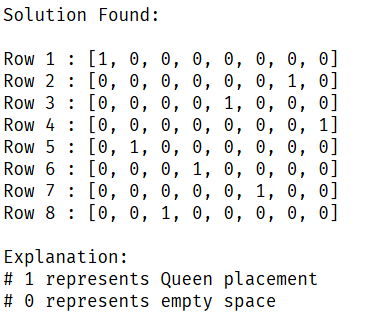 Solution Found:
Row 1 : [1, 0, 0, 0, 0, 0, 0, 0]
Row 2 : [0, 0, 0, 0, 0, 0, 1, 0]
Row 3 : [0, 0, 0, 0, 1, 0, 0, 0]
Row 4 : [0, 0, 0, 0, 0, 0, 0, 1]
Row 5 : [0, 1, 0, 0, 0, 0, 0, 0]
Row 6 : [0, 0, 0, 1, 0, 0, 0, 0]
Row 7 : [0, 0, 0, 0, 0, 1, 0, 0]
Row 8 : [0, 0, 1, 0, 0, 0, 0, 0]
Explanation:
# 1 represents Queen placement
# 0 represents empty space